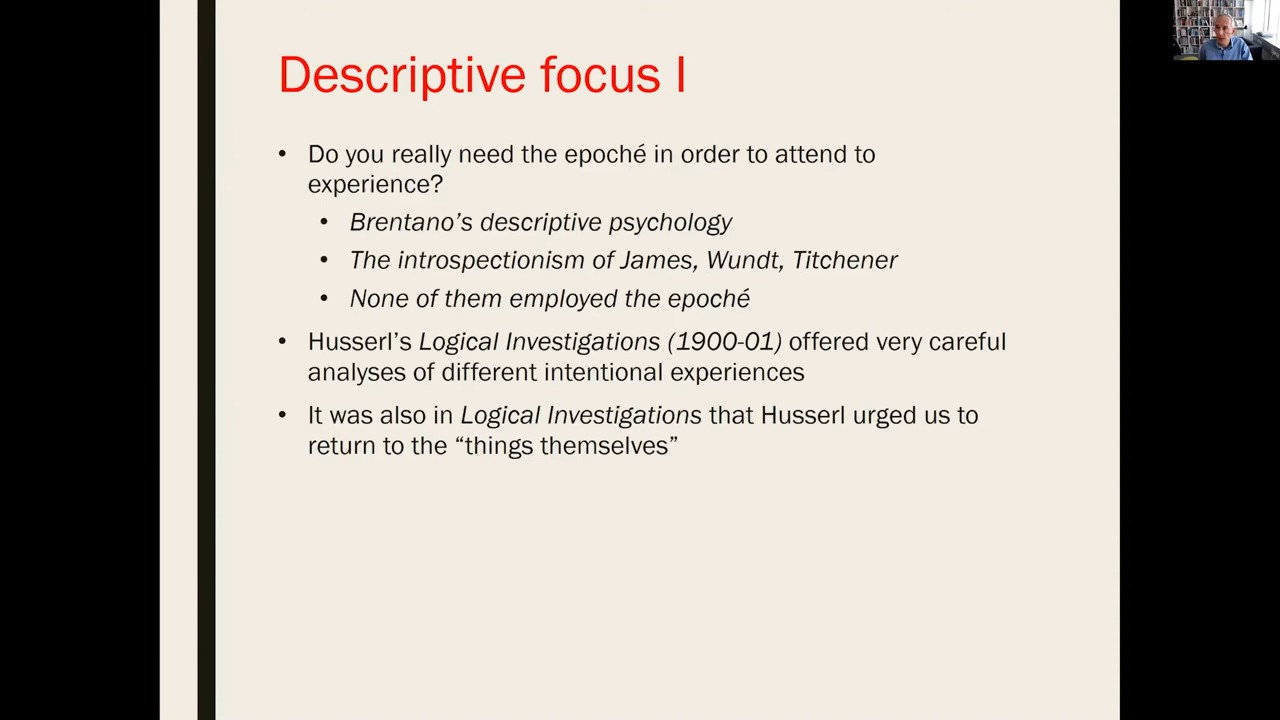 Descriptive focus I
• Do you really need the epoché in order to attend to
experience?
• Brentano’s descriptive psychology
• The introspectionism of James, Wundt, Titchener
• None of them employed the epoché
• Husserl’s Logical Investigations (1900-01) offered very careful
analyses of different intentional experiences
• It was also in Logical Investigations that Husserl urged us to
return to the “things themselves”